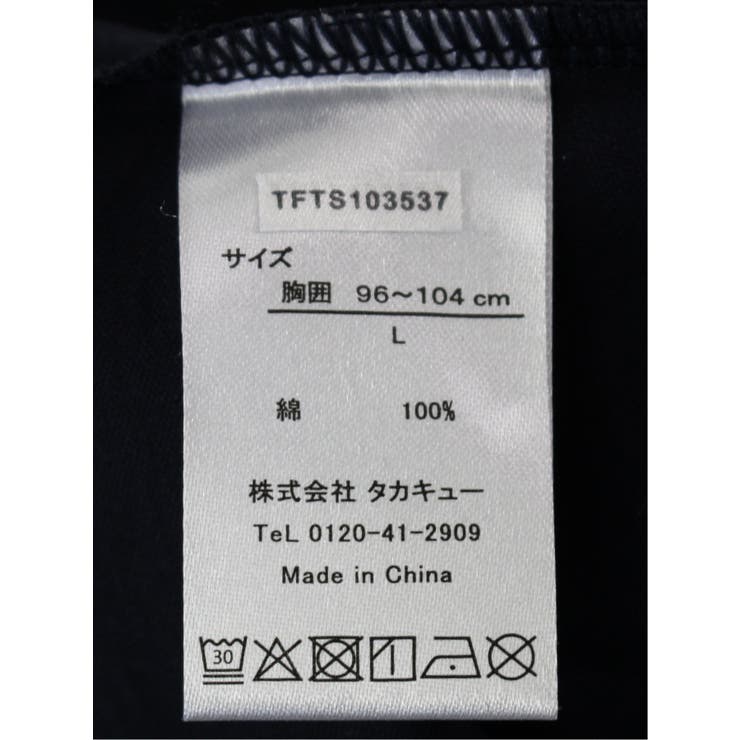 TFTS103537
サイズ
胸囲 96～104 cm
L
綿 100%
株式会社 タカキュー
TeL 0120-41-2909
Made in China
30